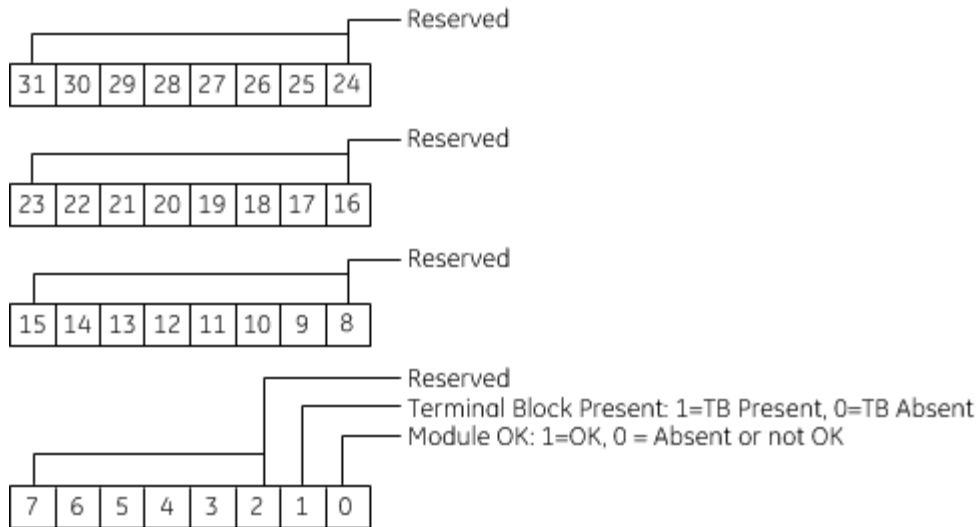 Reserved
31 30 29 28 27 26 25 24
Reserved
23 22 21 20 19 18 17 16
Reserved
15 14 13 12 11 10 9 8
Reserved
Terminal Block Present: 1=TB Present, 0=TB Absent
Module OK: 1=OK, 0 = Absent or not OK
7 6 5 4 3 2 1 0